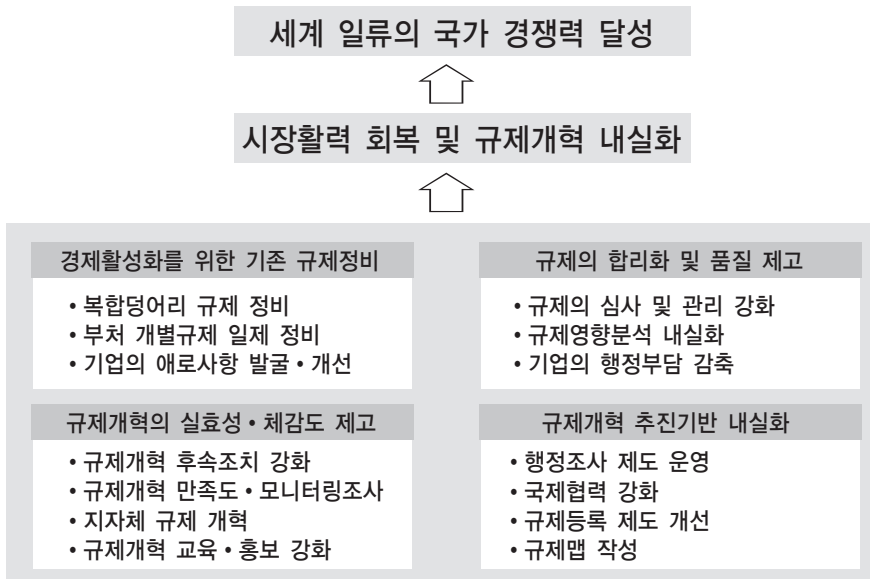 세계 일류의 국가 경쟁력 달성
시장활력 회복 및 규제개혁 내실화
경제활성화를 위한 기존 규제정비
• 복합덩어리 규제 정비
• 부처 개별규제 일제 정비
• 기업의 애로사항 발굴 • 개선
규제의 합리화 및 품질 제고
• 규제의 심사 및 관리 강화
• 규제영향분석 내실화
• 기업의 행정부담 감축
규제개혁의 실효성 • 체감도 제고
• 규제개혁 후속조치 강화
• 규제개혁 만족도 • 모니터링조사
• 지자체 규제 개혁
• 규제개혁 교육 • 홍보 강화
규제개혁 추진기반 내실화
• 행정조사 제도 운영
• 국제협력 강화
• 규제등록 제도 개선
• 규제맵 작성